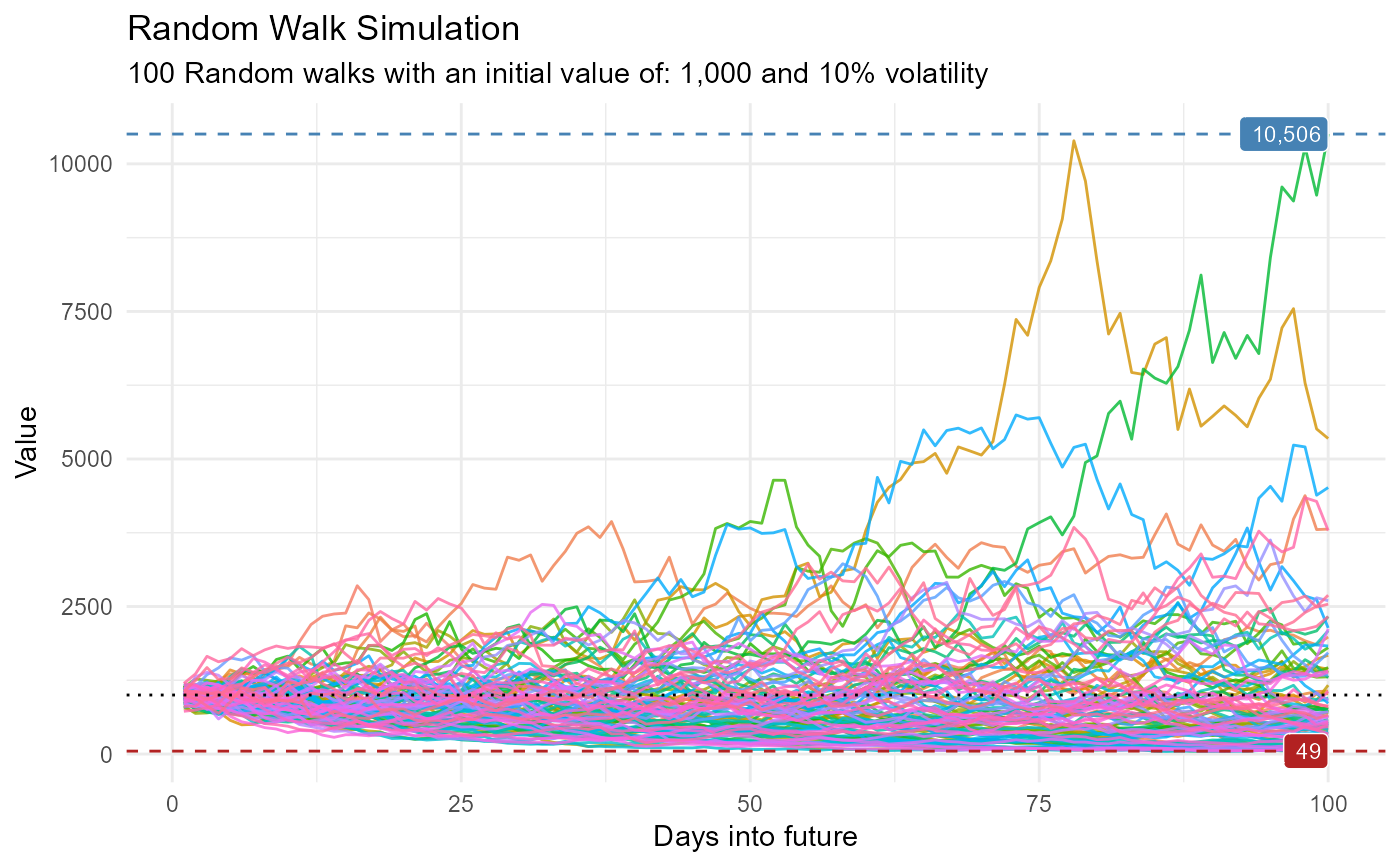 Random Walk Simulation
100 Random walks with an initial value of: 1,000 and 10% volatility
10,506
10000
7500
5000
2500
0
49
0 25 50 75 100
Days into future
Value